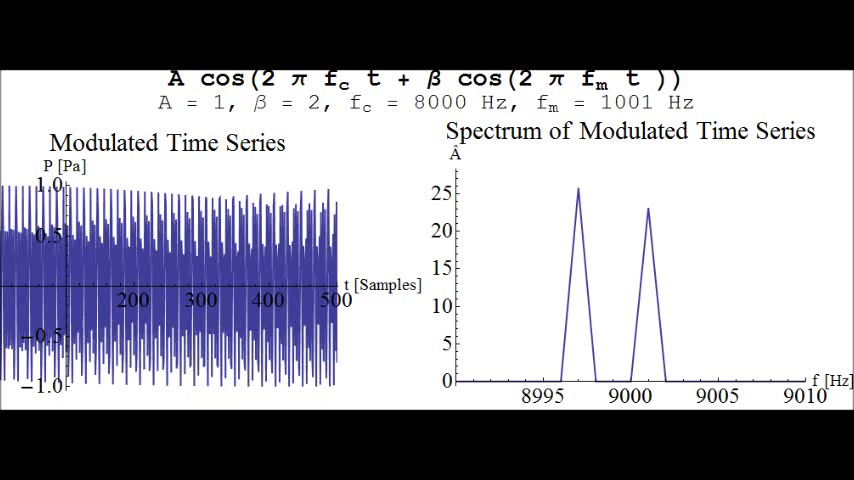 A cos(2 π fc t + β cos(2 π fm t ))
A = 1, β = 2, fc = 8000 Hz, fm = 1001 Hz
Modulated Time Series
P [Pa]
1.0
0.5
t [Samples]
200 300 400 500
−0.5
−1.0
Spectrum of Modulated Time Series
Â
25
20
15
10
5
0
f [Hz]
8995 9000 9005 9010